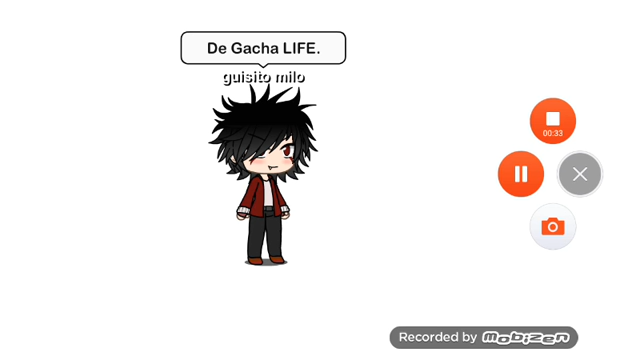 De Gacha LIFE.
guisito milo
00:33
Recorded by Mobizen